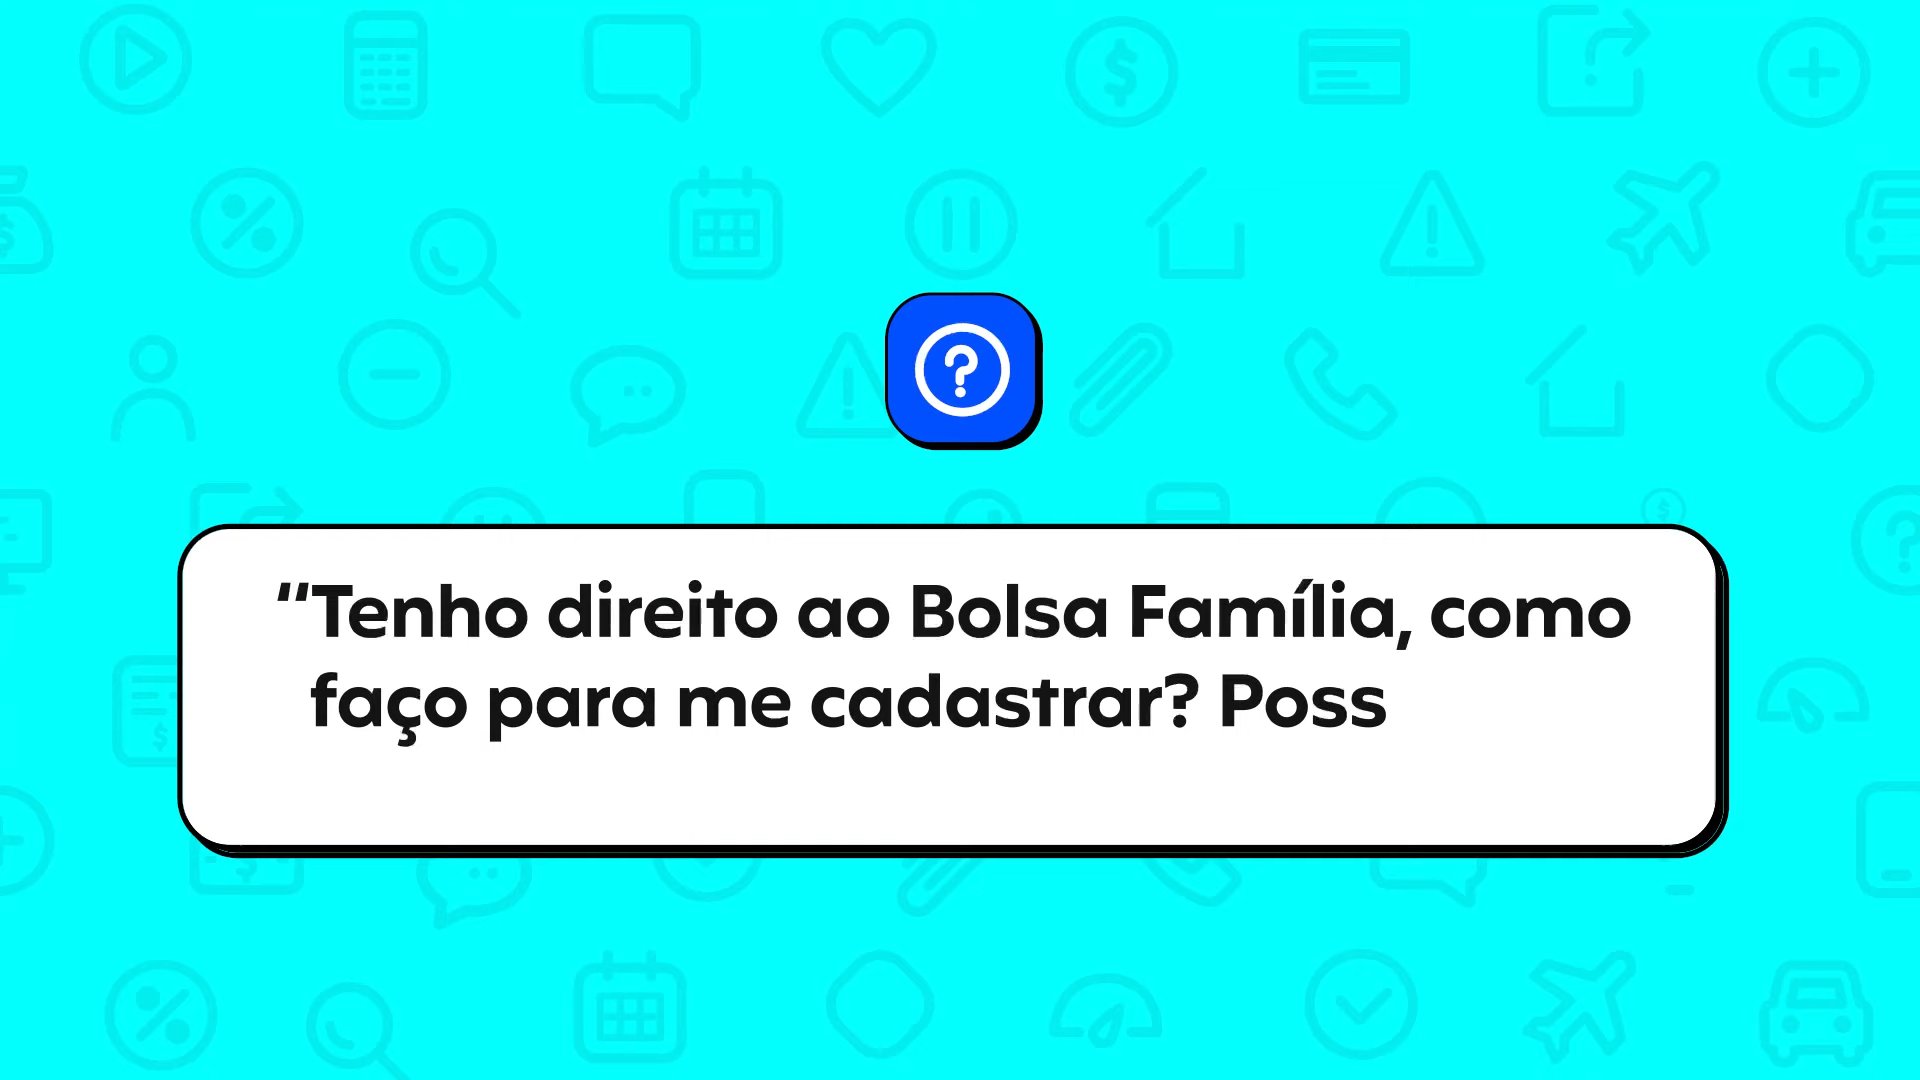 “Tenho direito ao Bolsa Família, como
faço para me cadastrar? Poss